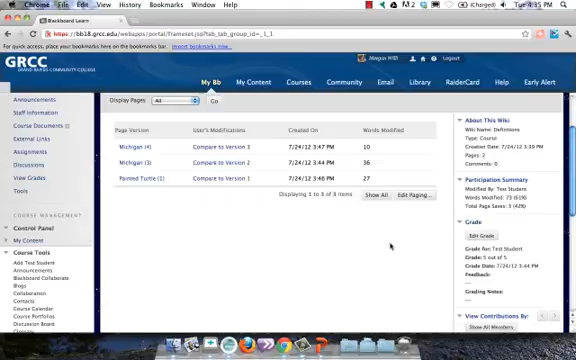 Chrome File Edit View History Bookmarks Window Help
(Charged) Tue 4:35 PM
Blackboard Learn
https://bb18.grcc.edu/webapps/portal/frameset.jsp?tab_tab_group_id=_1_1
For quick access, place your bookmarks here on the bookmarks bar. Import bookmarks now...
GRCC
GRAND RAPIDS COMMUNITY COLLEGE
Logout
My Bb My Content Courses Community Email Library RaiderCard Help Early Alert
Announcements
Staff Information
Course Documents
External Links
Assignments
Discussions
View Grades
Tools
COURSE MANAGEMENT
Control Panel
My Content
Course Tools
Add Test Student
Announcements
Blackboard Collaborate
Blogs
Collaboration
Contacts
Course Calendar
Discussion Board
Display Pages All Go
Page Version User's Modifications Created On Words Modified
Michigan (4) Compare to Version 3 7/24/12 3:47 PM 10
Michigan (3) Compare to Version 2 7/24/12 3:44 PM 36
Painted Turtle (1) Compare to Version 1 7/24/12 3:46 PM 27
Displaying 1 to 3 of 3 items Show All Edit Paging...
About This Wiki
Wiki Name: Definitions
Type: Course
Creation Date: 7/24/12 3:39 PM
Pages: 2
Comments: 0
Participation Summary
Modified By: Test Student
Words Modified: 73 (61%)
Total Page Saves: 3 (42%)
Grade
Edit Grade
Grade for: Test Student
Grade: 5 out of 5
Grade Date: 7/24/12 3:44 PM
Feedback:
---
Grading Notes:
---
View Contributions By:
Show All Members